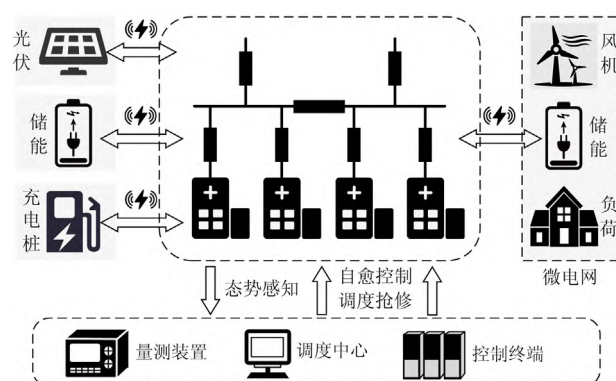 光伏
储能
充电桩
风机
储能
负荷
微电网
态势感知
自愈控制
调度抢修
量测装置
调度中心
控制终端